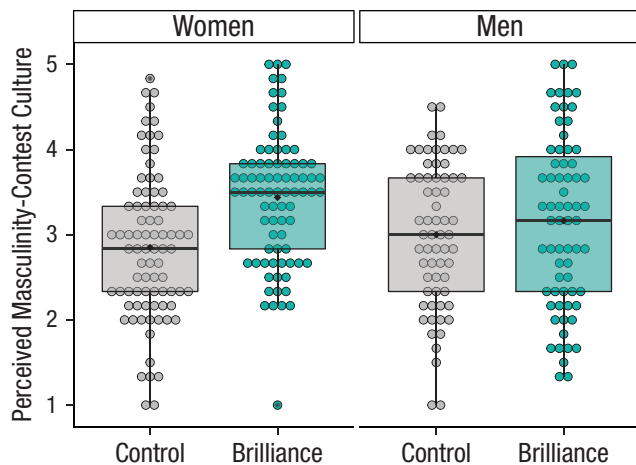 Women
Men
Perceived Masculinity-Contest Culture
5
4
3
2
1
Control
Brilliance
Control
Brilliance